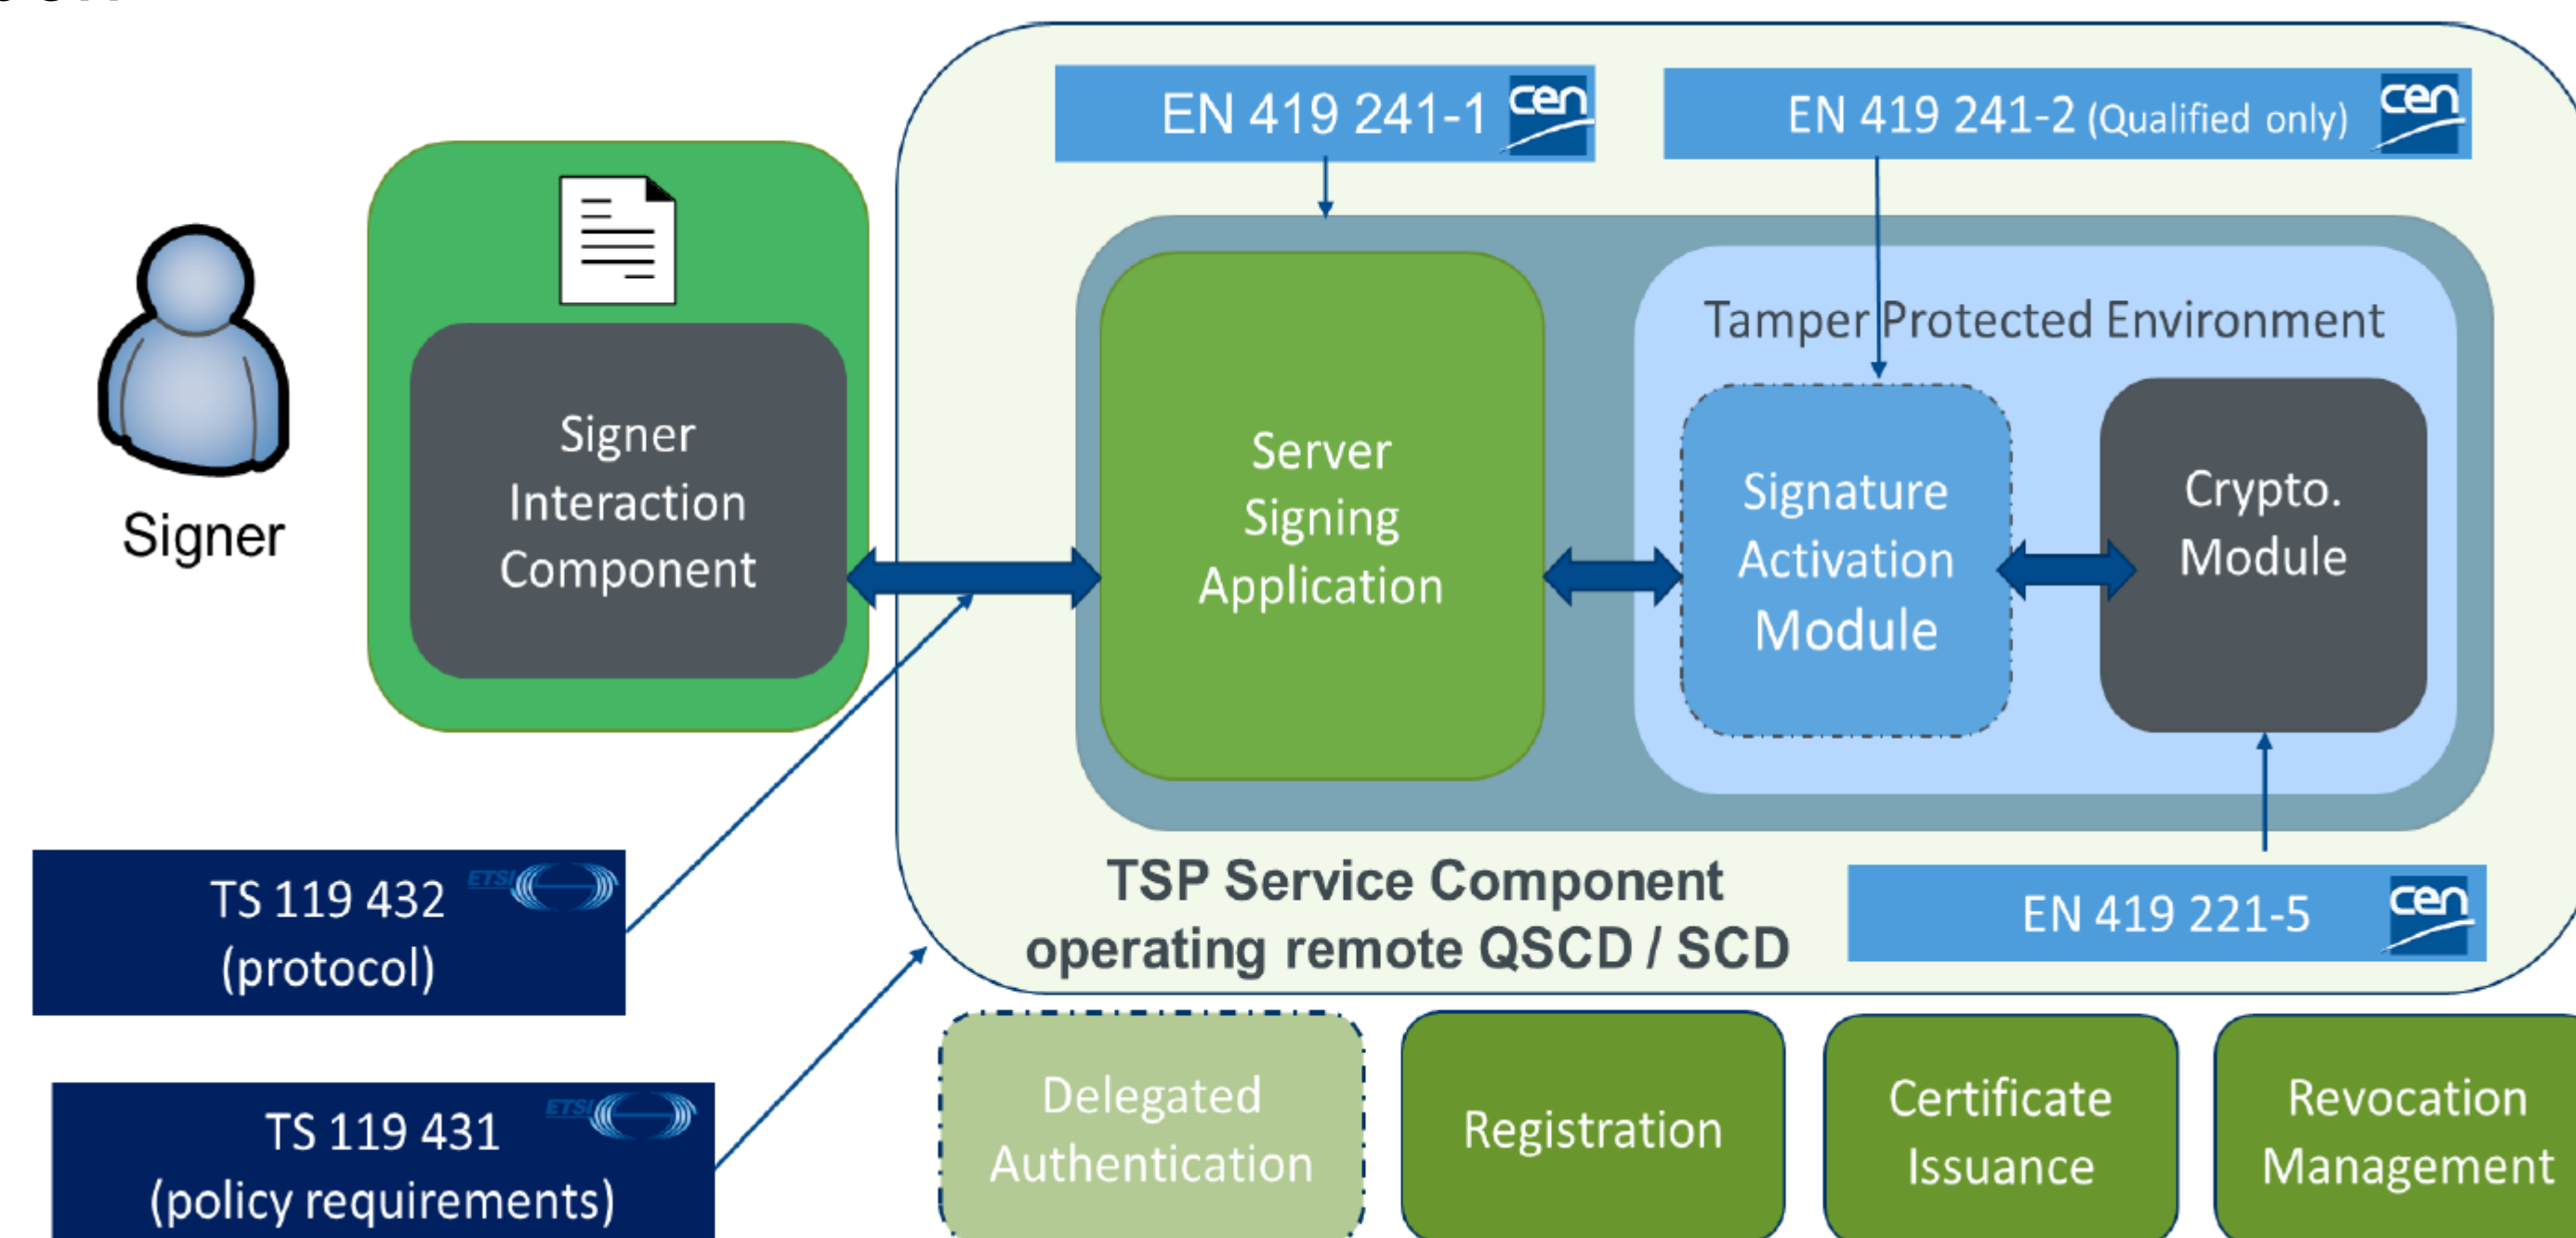 EN 419 241-1
cen
EN 419 241-2 (Qualified only)
cen
Signer
Signer
Interaction
Component
Server
Signing
Application
Tamper Protected Environment
Signature
Activation
Module
Crypto.
Module
TS 119 432
(protocol)
ETSI
TS 119 431
(policy requirements)
ETSI
TSP Service Component
operating remote QSCD / SCD
EN 419 221-5
cen
Delegated
Authentication
Registration
Certificate
Issuance
Revocation
Management